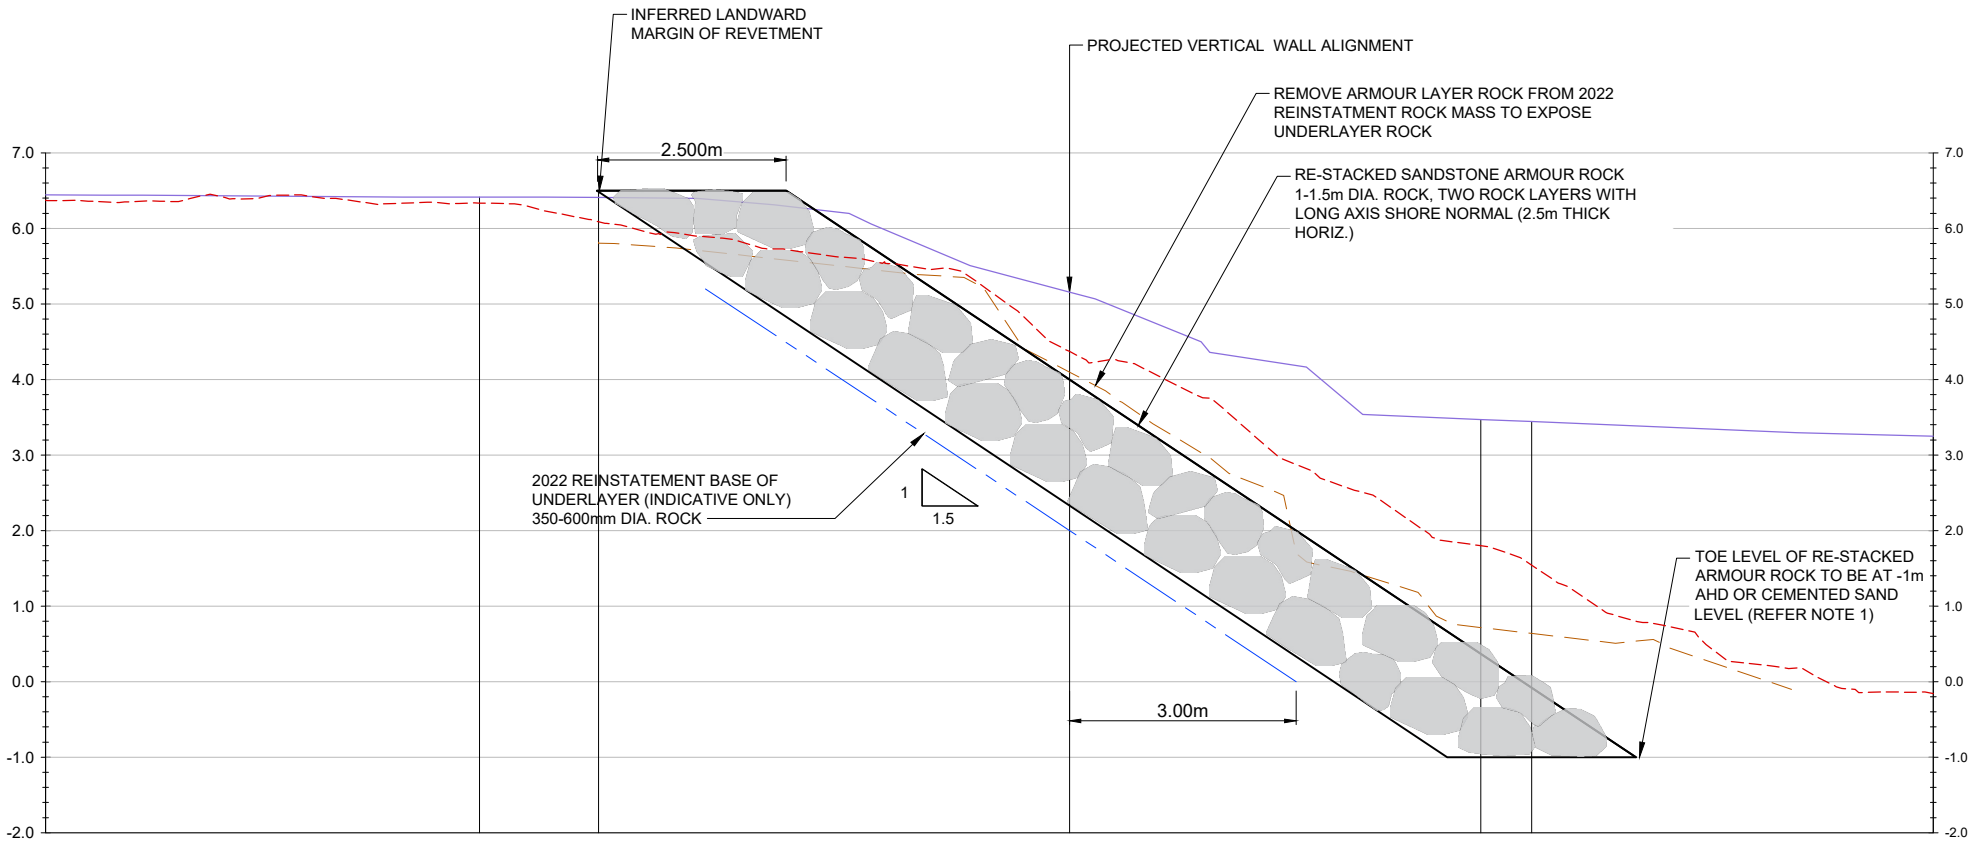 INFERRED LANDWARD
MARGIN OF REVETMENT
PROJECTED VERTICAL WALL ALIGNMENT
REMOVE ARMOUR LAYER ROCK FROM 2022
REINSTATMENT ROCK MASS TO EXPOSE
UNDERLAYER ROCK
2.500m
RE-STACKED SANDSTONE ARMOUR ROCK
1-1.5m DIA. ROCK, TWO ROCK LAYERS WITH
LONG AXIS SHORE NORMAL (2.5m THICK
HORIZ.)
2022 REINSTATEMENT BASE OF
UNDERLAYER (INDICATIVE ONLY)
350-600mm DIA. ROCK
1
1.5
TOE LEVEL OF RE-STACKED
ARMOUR ROCK TO BE AT -1m
AHD OR CEMENTED SAND
LEVEL (REFER NOTE 1)
3.00m
7.0
6.0
5.0
4.0
3.0
2.0
1.0
0.0
-1.0
-2.0
7.0
6.0
5.0
4.0
3.0
2.0
1.0
0.0
-1.0
-2.0